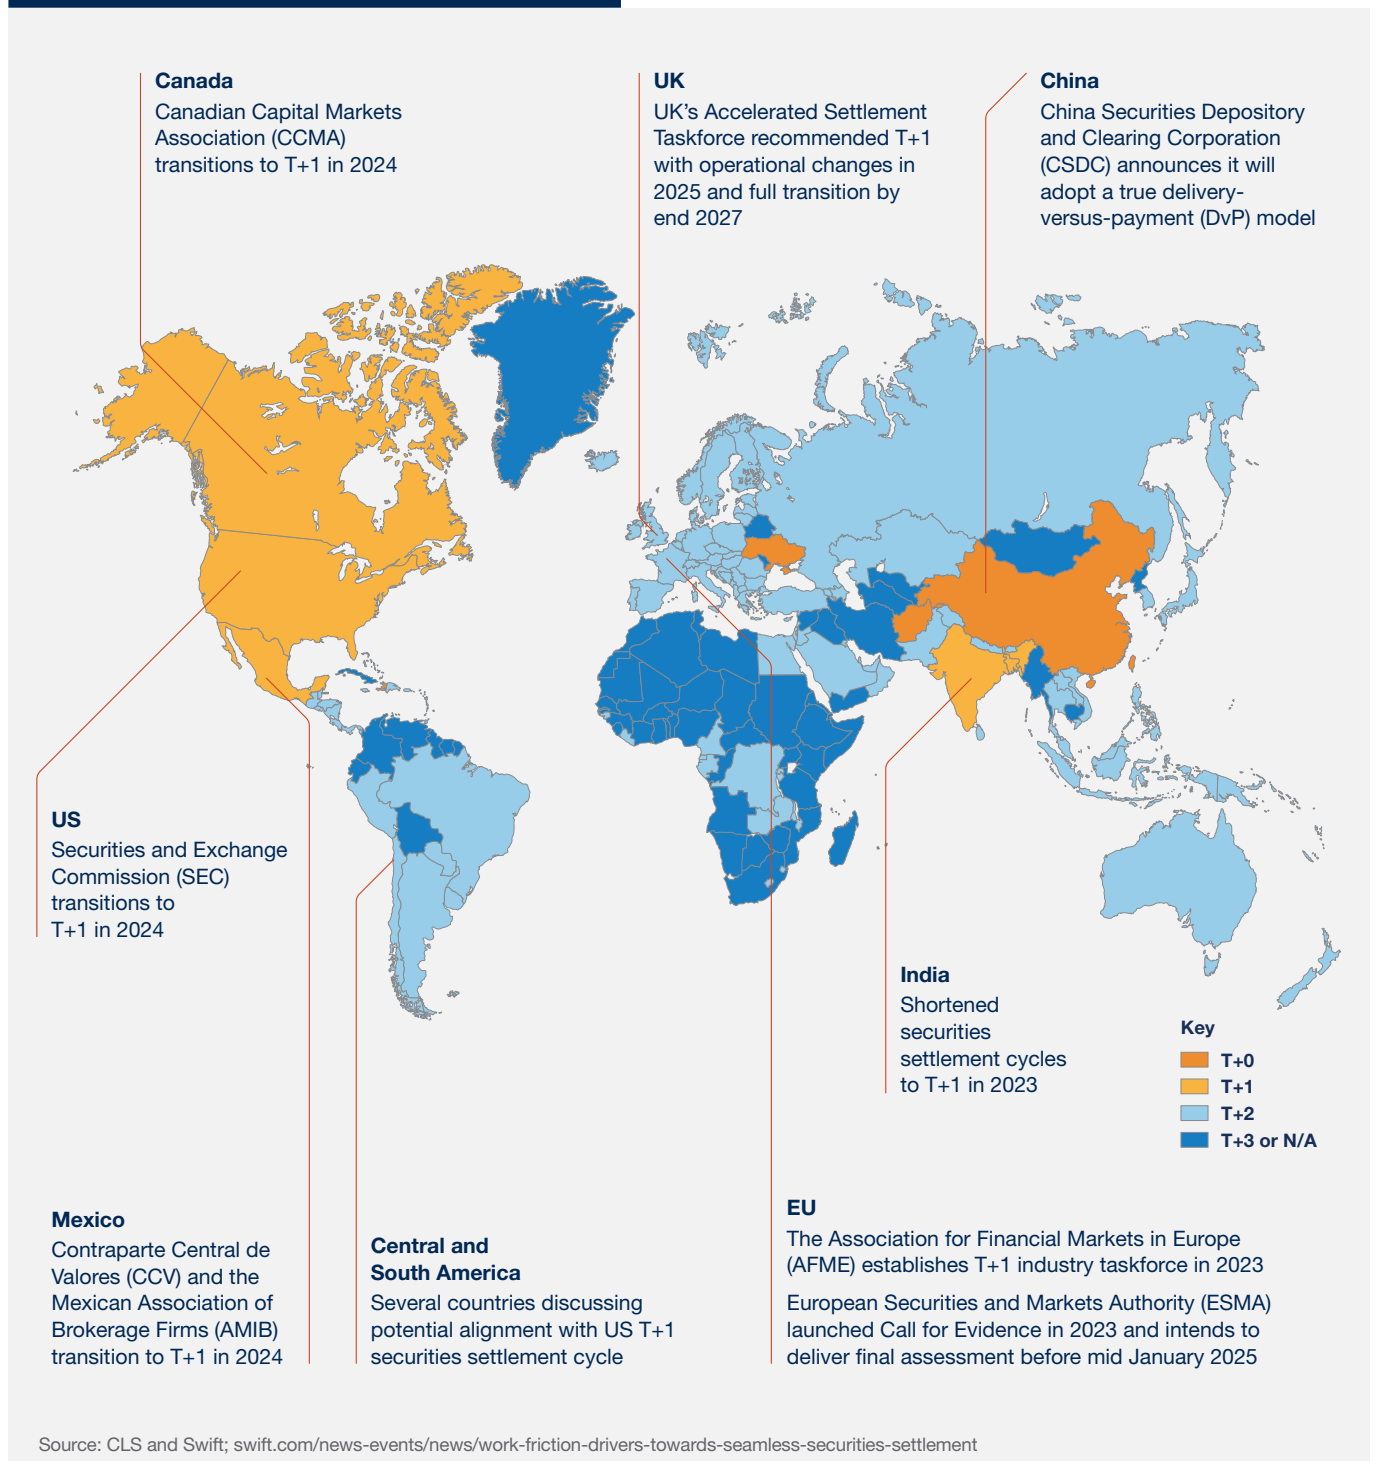 Canada
Canadian Capital Markets
Association (CCMA)
transitions to T+1 in 2024
UK
UK's Accelerated Settlement
Taskforce recommended T+1
with operational changes in
2025 and full transition by
end 2027
China
China Securities Depository
and Clearing Corporation
(CSDC) announces it will
adopt a true delivery-
versus-payment (DvP) model
US
Securities and Exchange
Commission (SEC)
transitions to
T+1 in 2024
India
Shortened
securities
settlement cycles
to T+1 in 2023
Key
T+0
T+1
T+2
T+3 or N/A
Mexico
Contraparte Central de
Valores (CCV) and the
Mexican Association of
Brokerage Firms (AMIB)
transition to T+1 in 2024
Central and
South America
Several countries discussing
potential alignment with US T+1
securities settlement cycle
EU
The Association for Financial Markets in Europe
(AFME) establishes T+1 industry taskforce in 2023
European Securities and Markets Authority (ESMA)
launched Call for Evidence in 2023 and intends to
deliver final assessment before mid January 2025
Source: CLS and Swift; swift.com/news-events/news/work-friction-drivers-towards-seamless-securities-settlement